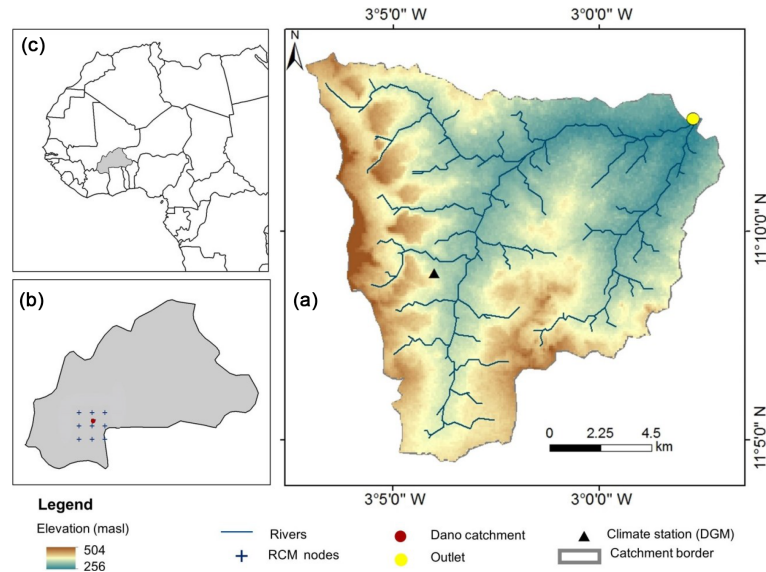 3°5'0" W
3°0'0" W
(c)
N
11°10'0" N
(b)
(a)
0
2.25
4.5
km
11°5'0" N
3°5'0" W
3°0'0" W
Legend
Elevation (masl)
504
256
Rivers
RCM nodes
Dano catchment
Outlet
Climate station (DGM)
Catchment border